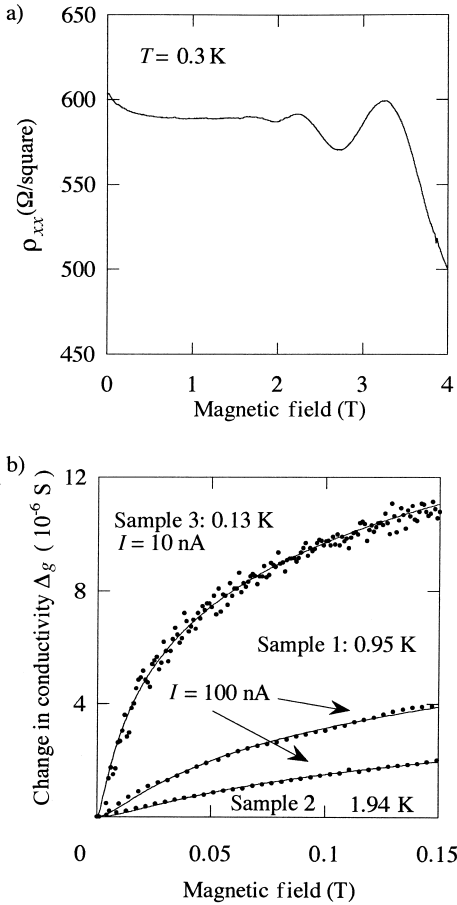 a)
650
T = 0.3 K
600
550
500
450
ρxx(Ω/square)
0 1 2 3 4
Magnetic field (T)
b)
12
Sample 3: 0.13 K
I = 10 nA
8
Sample 1: 0.95 K
I = 100 nA
4
Sample 2 1.94 K
Change in conductivity Δg ( 10⁻⁶ S)
0 0.05 0.1 0.15
Magnetic field (T)